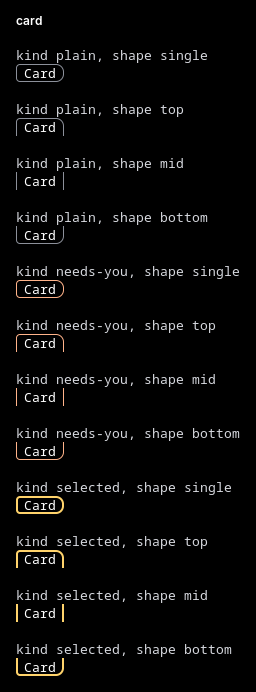 card
kind plain, shape single
Card
kind plain, shape top
Card
kind plain, shape mid
Card
kind plain, shape bottom
Card
kind needs-you, shape single
Card
kind needs-you, shape top
Card
kind needs-you, shape mid
Card
kind needs-you, shape bottom
Card
kind selected, shape single
Card
kind selected, shape top
Card
kind selected, shape mid
Card
kind selected, shape bottom
Card